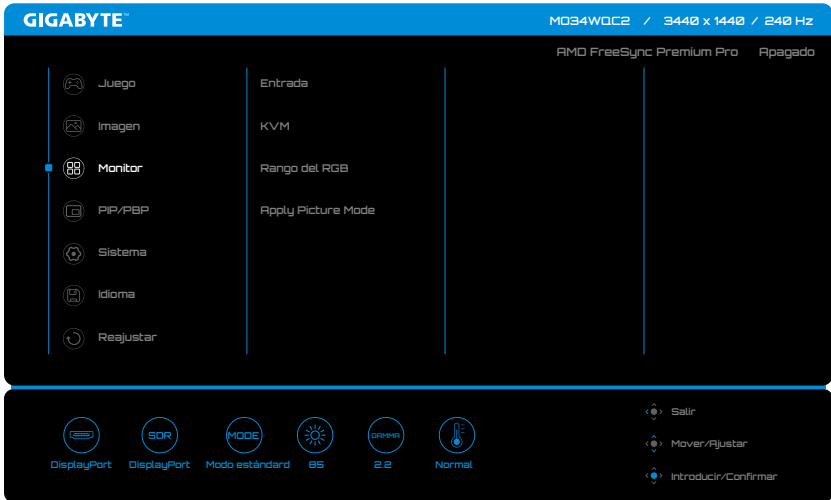 GIGABYTE™
MO34WQC2 / 3440 x 1440 / 240 Hz
AMD FreeSync Premium Pro Apagado
Juego
Imagen
Monitor
PIP/PBP
Sistema
Idioma
Reajustar
Entrada
KVM
Rango del RGB
Apply Picture Mode
DisplayPort
SDR
DisplayPort
MODE
Modo estándard
85
GAMMA
2.2
Normal
Salir
Mover/Ajustar
Introducir/Confirmar